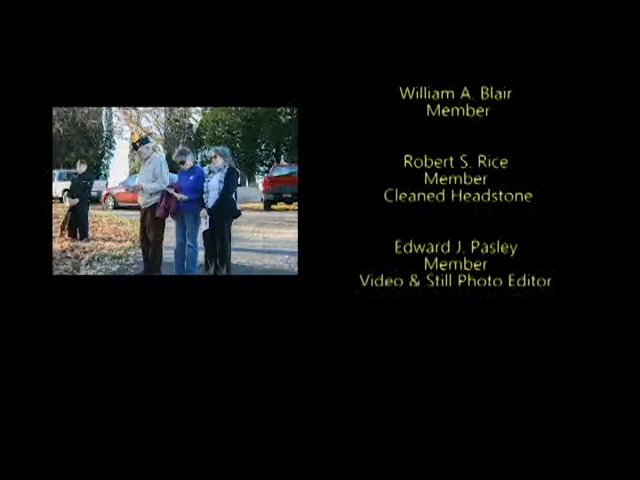 William A. Blair
Member
Robert S. Rice
Member
Cleaned Headstone
Edward J. Pasley
Member
Video & Still Photo Editor